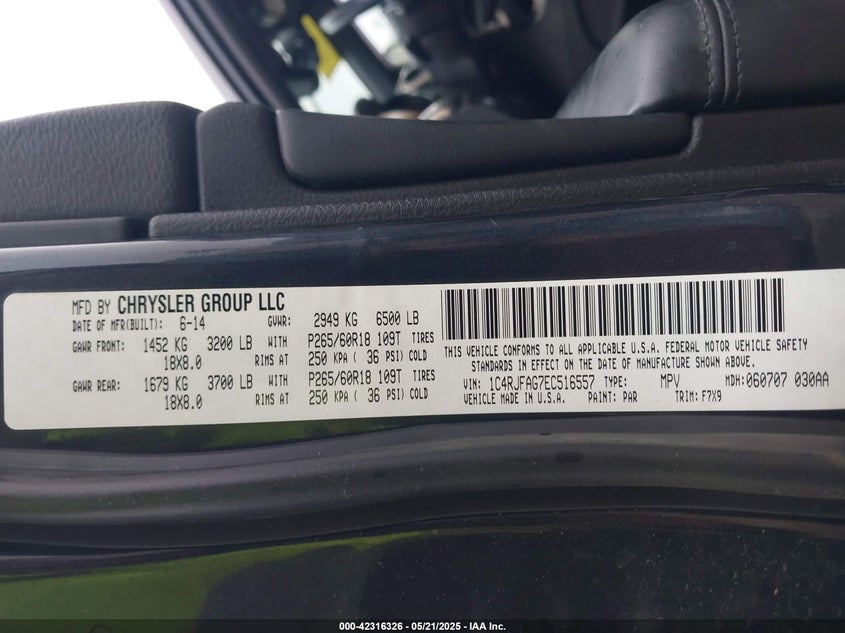 MFD BY CHRYSLER GROUP LLC
DATE OF MFR(BUILT): 6-14 GVWR: 2949 KG 6500 LB
GAWR FRONT: 1452 KG 3200 LB WITH P265/60R18 109T TIRES
18X8.0 RIMS AT 250 KPA ( 36 PSI) COLD
GAWR REAR: 1679 KG 3700 LB WITH P265/60R18 109T TIRES
18X8.0 RIMS AT 250 KPA ( 36 PSI) COLD
THIS VEHICLE CONFORMS TO ALL APPLICABLE U.S.A. FEDERAL MOTOR VEHICLE SAFETY
STANDARDS IN EFFECT ON THE DATE OF MANUFACTURE SHOWN ABOVE.
VIN: 1C4RJFAG7EC516557 TYPE: MPV MDH: 060707 030AA
VEHICLE MADE IN U.S.A. PAINT: PAR TRIM: F7X9
000-42316326 - 05/21/2025 - IAA Inc.